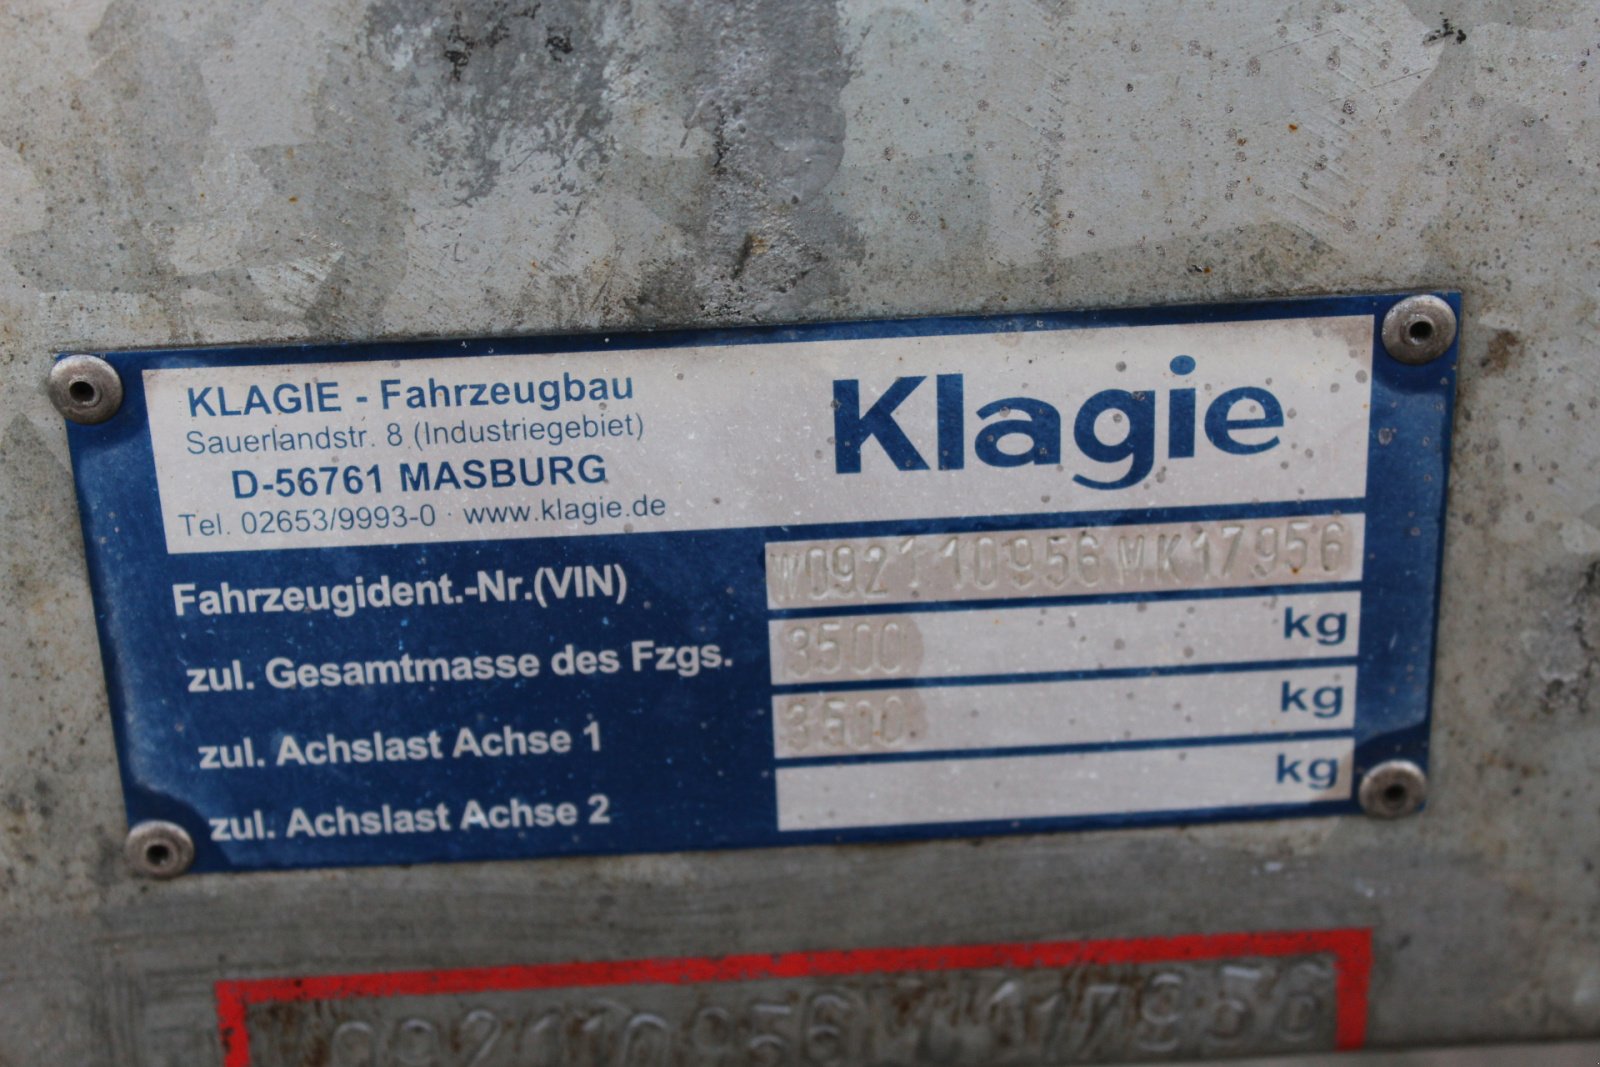 KLAGIE - Fahrzeugbau
Sauerlandstr. 8 (Industriegebiet)
D-56761 MASBURG
Tel. 02653/9993-0 · www.klagie.de
Klagie
Fahrzeugident.-Nr.(VIN) W092110956MK17956
zul. Gesamtmasse des Fzgs. 3500 kg
zul. Achslast Achse 1 3500 kg
zul. Achslast Achse 2 kg